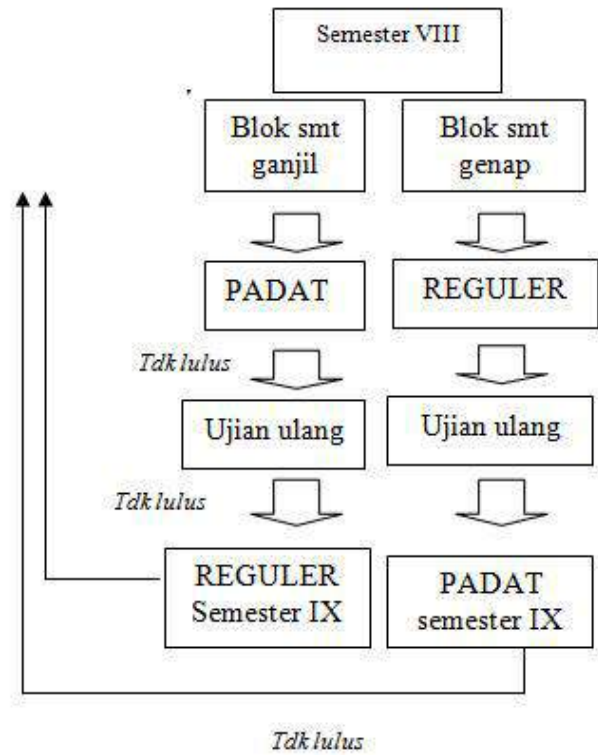 Semester VIII
Blok smt
ganjil
Blok smt
genap
PADAT
REGULER
Tdk lulus
Ujian ulang
Ujian ulang
Tdk lulus
REGULER
Semester IX
PADAT
semester IX
Tdk lulus